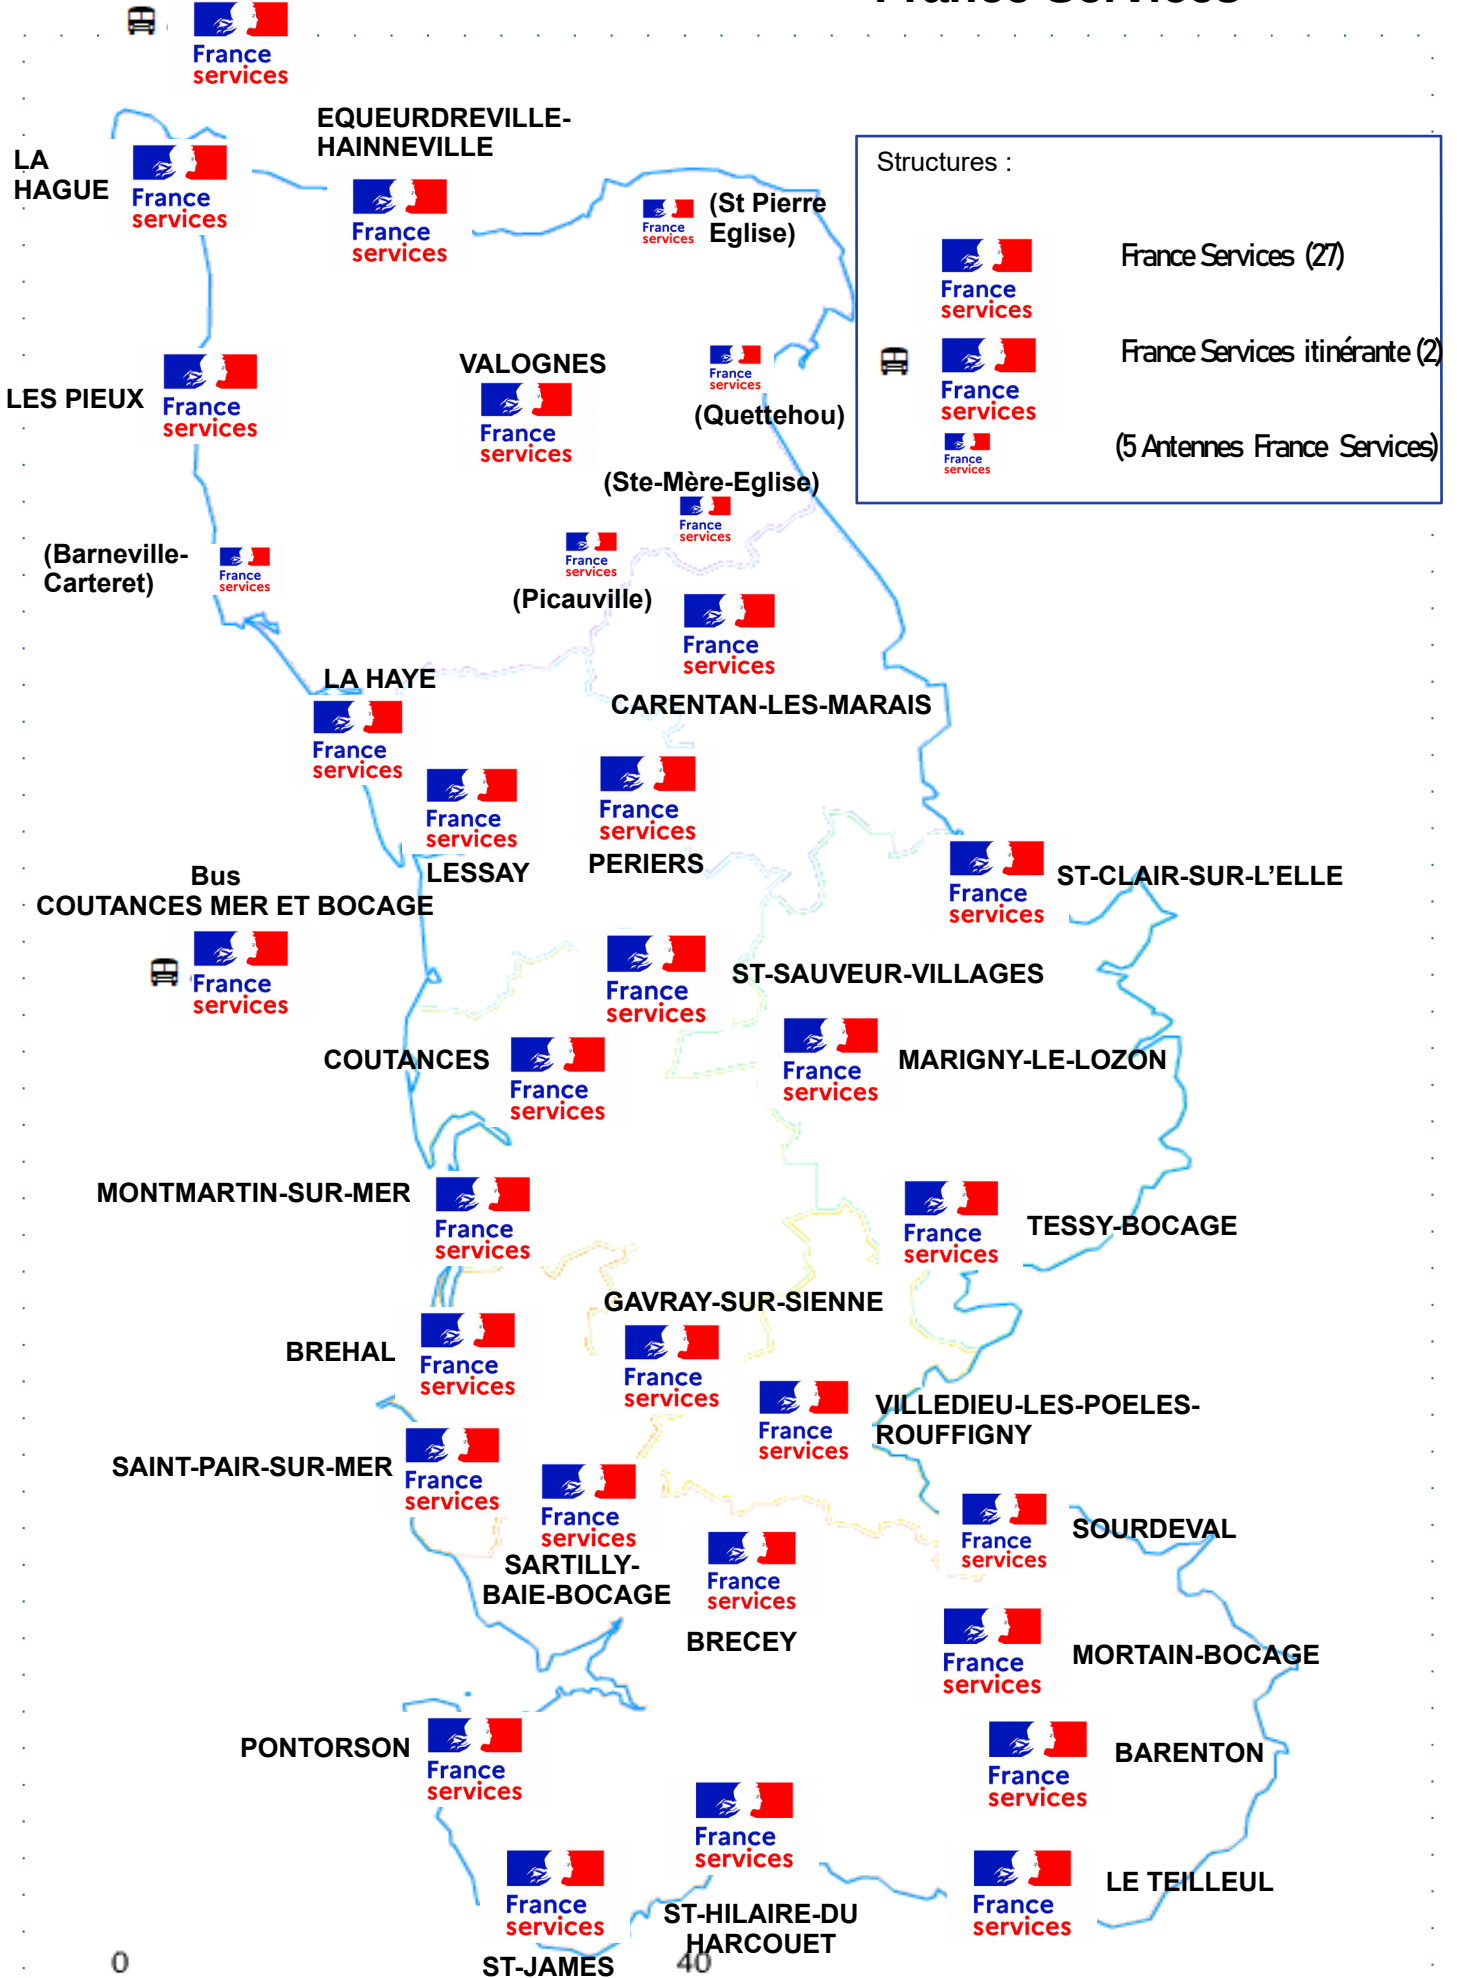 France
services
EQUEURDREVILLE-
HAINNEVILLE
LA
HAGUE
France
services
France
services
(St Pierre
Eglise)
France
services
Structures :
France
services
France Services (27)
France
services
France Services itinérante (2)
France
services
(5 Antennes France Services)
LES PIEUX
France
services
VALOGNES
France
services
France
services
(Quettehou)
(Ste-Mère-Eglise)
France
services
(Barneville-
Carteret)
France
services
France
services
(Picauville)
France
services
CARENTAN-LES-MARAIS
LA HAYE
France
services
France
services
LESSAY
France
services
PERIERS
Bus
COUTANCES MER ET BOCAGE
France
services
France
services
ST-CLAIR-SUR-L’ELLE
France
services
ST-SAUVEUR-VILLAGES
COUTANCES
France
services
France
services
MARIGNY-LE-LOZON
MONTMARTIN-SUR-MER
France
services
France
services
TESSY-BOCAGE
GAVRAY-SUR-SIENNE
France
services
BREHAL
France
services
France
services
VILLEDIEU-LES-POELES-
ROUFFIGNY
SAINT-PAIR-SUR-MER
France
services
France
services
SARTILLY-
BAIE-BOCAGE
France
services
SOURDEVAL
France
services
BRECEY
France
services
MORTAIN-BOCAGE
PONTORSON
France
services
France
services
BARENTON
France
services
ST-HILAIRE-DU
HARCOUET
France
services
LE TEILLEUL
France
services
ST-JAMES
0
40